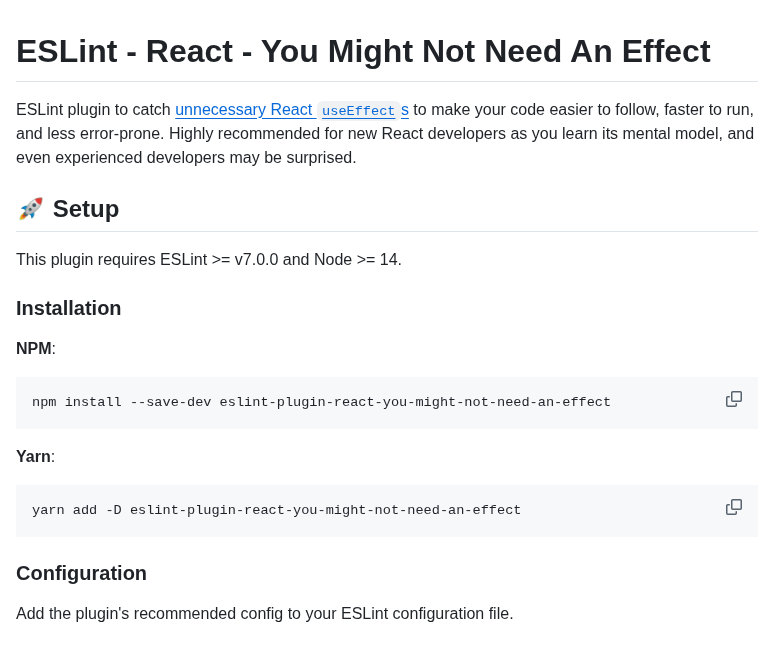 ESLint - React - You Might Not Need An Effect
ESLint plugin to catch unnecessary React useEffect s to make your code easier to follow, faster to run,
and less error-prone. Highly recommended for new React developers as you learn its mental model, and
even experienced developers may be surprised.
🚀 Setup
This plugin requires ESLint >= v7.0.0 and Node >= 14.
Installation
NPM:
npm install --save-dev eslint-plugin-react-you-might-not-need-an-effect
Yarn:
yarn add -D eslint-plugin-react-you-might-not-need-an-effect
Configuration
Add the plugin's recommended config to your ESLint configuration file.